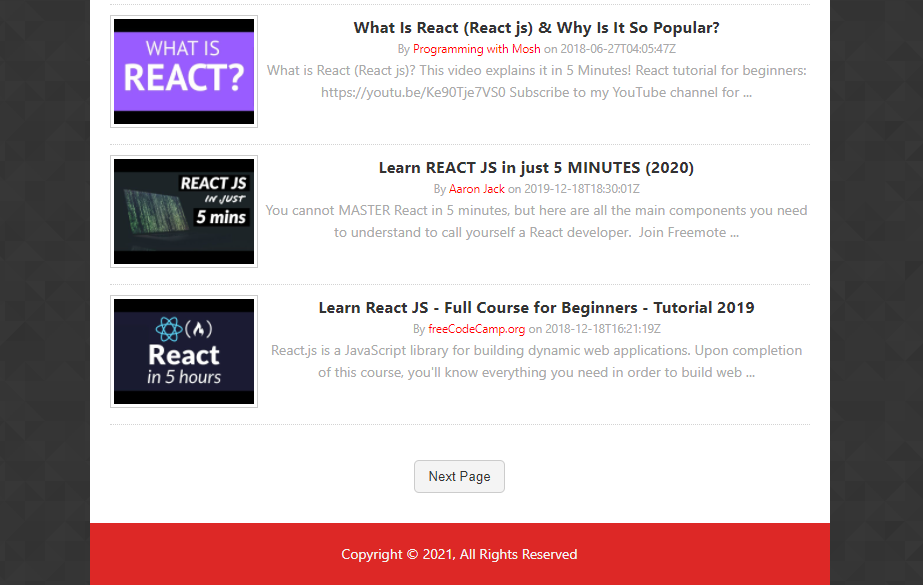 WHAT IS
REACT?
What Is React (React js) & Why Is It So Popular?
By Programming with Mosh on 2018-06-27T04:05:47Z
What is React (React js)? This video explains it in 5 Minutes! React tutorial for beginners:
https://youtu.be/Ke90Tje7VS0 Subscribe to my YouTube channel for ...
REACT JS
IN JUST
5 mins
Learn REACT JS in just 5 MINUTES (2020)
By Aaron Jack on 2019-12-18T18:30:01Z
You cannot MASTER React in 5 minutes, but here are all the main components you need
to understand to call yourself a React developer. Join Freemote ...
React
in 5 hours
Learn React JS - Full Course for Beginners - Tutorial 2019
By freeCodeCamp.org on 2018-12-18T16:21:19Z
React.js is a JavaScript library for building dynamic web applications. Upon completion
of this course, you'll know everything you need in order to build web ...
Next Page
Copyright © 2021, All Rights Reserved